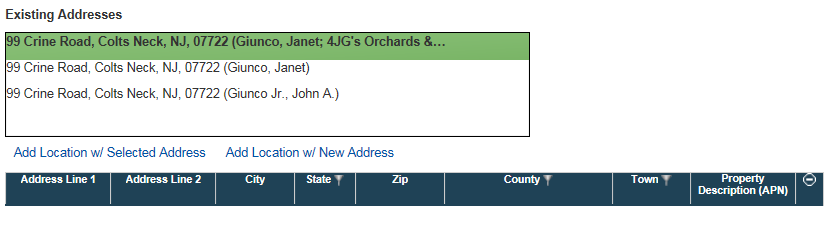 Existing Addresses
99 Crine Road, Colts Neck, NJ, 07722 (Giunco, Janet; 4JG's Orchards &...
99 Crine Road, Colts Neck, NJ, 07722 (Giunco, Janet)
99 Crine Road, Colts Neck, NJ, 07722 (Giunco Jr., John A.)
Add Location w/ Selected Address Add Location w/ New Address
Address Line 1 Address Line 2 City State Zip County Town Property
Description (APN)